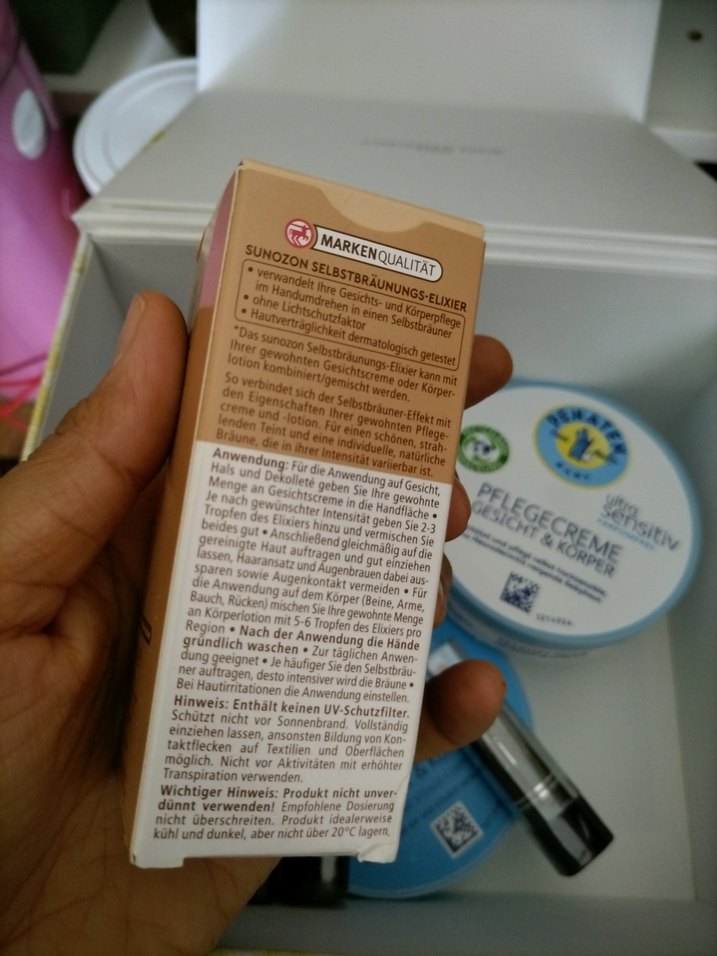 MARKENQUALITÄT
SUNOZON SELBSTBRÄUNUNGS-ELIXIER
• verwandelt Ihre Gesichts- und Körperpflege
im Handumdrehen in einen Selbstbräuner
• ohne Lichtschutzfaktor
• Hautverträglichkeit dermatologisch getestet
*Das sunozon Selbstbräunungs-Elixier kann mit
Ihrer gewohnten Gesichtscreme oder Körper-
lotion kombiniert/gemischt werden.
So verbindet sich der Selbstbräuner-Effekt mit
den Eigenschaften Ihrer gewohnten Pflege-
creme und -lotion. Für einen schönen, strah-
lenden Teint und eine individuelle, natürliche
Bräune, die in ihrer Intensität variierbar ist.
Anwendung: Für die Anwendung auf Gesicht,
Hals und Dekolleté geben Sie Ihre gewohnte
Menge an Gesichtscreme in die Handfläche •
Je nach gewünschter Intensität geben Sie 2-3
Tropfen des Elixiers hinzu und vermischen Sie
beides gut • Anschließend gleichmäßig auf die
gereinigte Haut auftragen und gut einziehen
lassen, Haaransatz und Augenbrauen dabei aus-
sparen sowie Augenkontakt vermeiden • Für
die Anwendung auf dem Körper (Beine, Arme,
Bauch, Rücken) mischen Sie Ihre gewohnte Menge
an Körperlotion mit 5-6 Tropfen des Elixiers pro
Region • Nach der Anwendung die Hände
gründlich waschen • Zur täglichen Anwen-
dung geeignet • Je häufiger Sie den Selbstbräu-
ner auftragen, desto intensiver wird die Bräune •
Bei Hautirritationen die Anwendung einstellen.
Hinweis: Enthält keinen UV-Schutzfilter.
Schützt nicht vor Sonnenbrand. Vollständig
einziehen lassen, ansonsten Bildung von Kon-
taktflecken auf Textilien und Oberflächen
möglich. Nicht vor Aktivitäten mit erhöhter
Transpiration verwenden.
Wichtiger Hinweis: Produkt nicht unver-
dünnt verwenden! Empfohlene Dosierung
nicht überschreiten. Produkt idealerweise
kühl und dunkel, aber nicht über 20°C lagern.
PENATEN
BABY
ultra
sensitiv
PARFÜMFREI
PFLEGECREME
GESICHT & KÖRPER